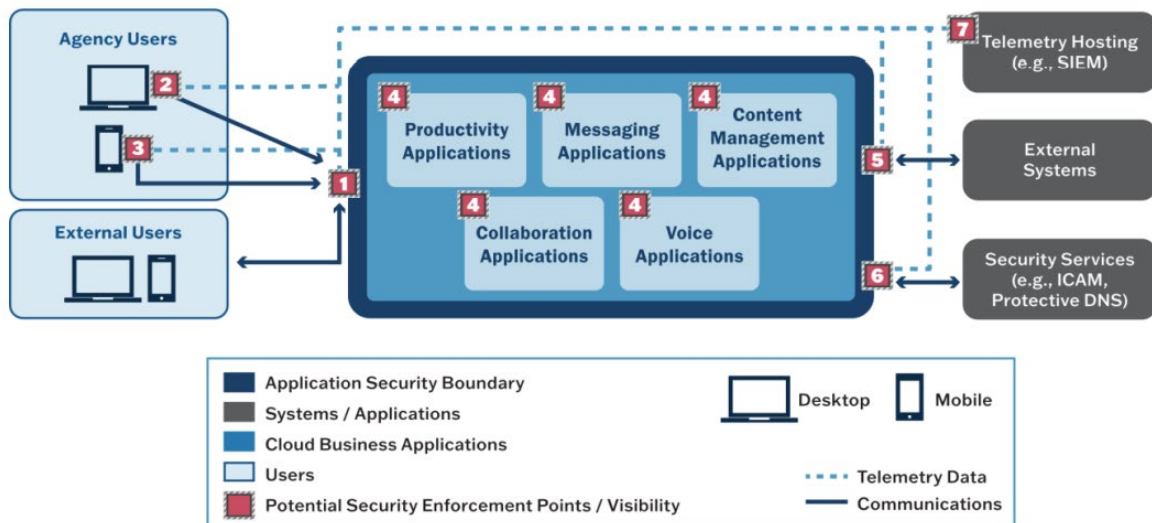 Agency Users
2
3
External Users
1
4
Productivity
Applications
4
Messaging
Applications
4
Content
Management
Applications
4
Collaboration
Applications
4
Voice
Applications
5
6
7
Telemetry Hosting
(e.g., SIEM)
External
Systems
Security Services
(e.g., ICAM,
Protective DNS)
Application Security Boundary
Systems / Applications
Cloud Business Applications
Users
Potential Security Enforcement Points / Visibility
Desktop
Mobile
Telemetry Data
Communications